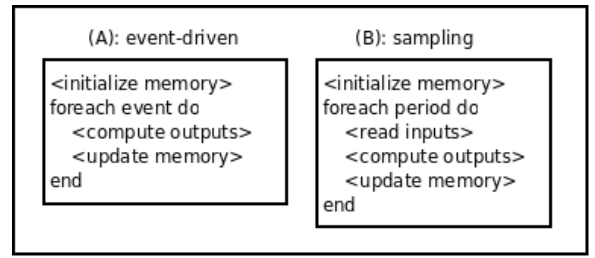 (A): event-driven
<initialize memory>
foreach event do
<compute outputs>
<update memory>
end
(B): sampling
<initialize memory>
foreach period do
<read inputs>
<compute outputs>
<update memory>
end